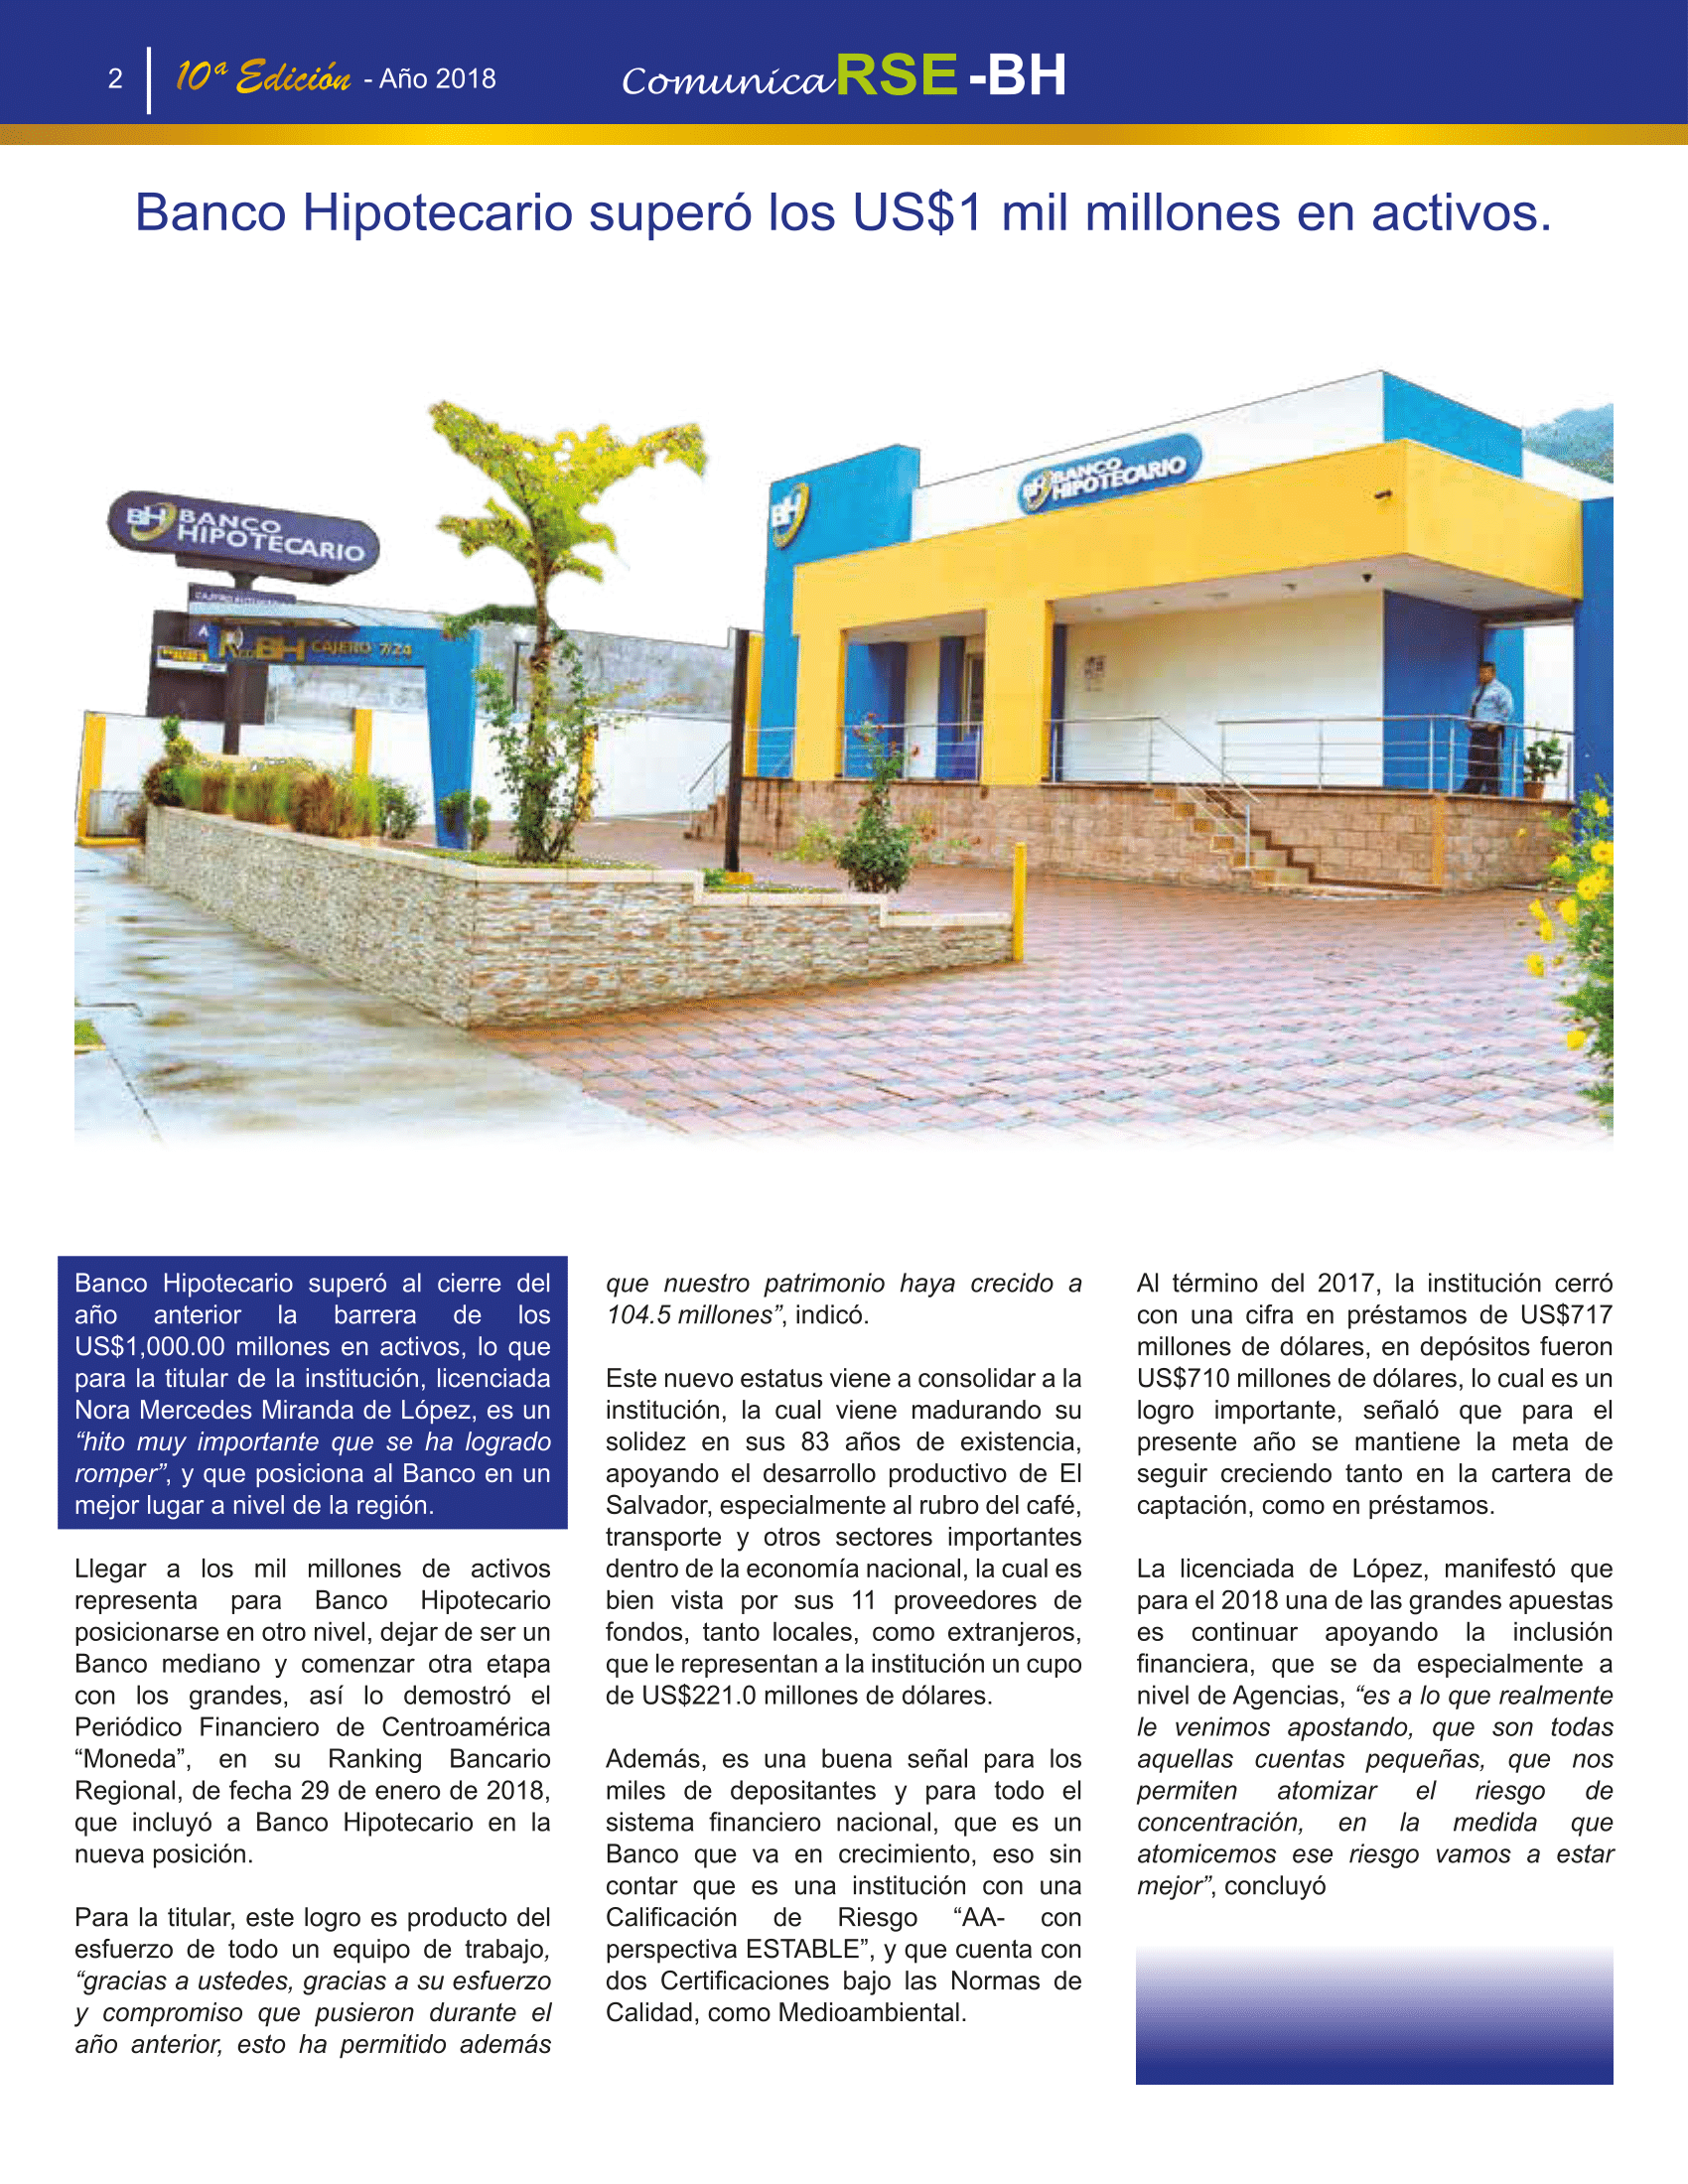 2
10ª Edición - Año 2018
ComunicaRSE-BH
Banco Hipotecario superó los US$1 mil millones en activos.
BH BANCO
HIPOTECARIO
RED BH CAJERO 7/24
BH
BH BANCO
HIPOTECARIO
Banco Hipotecario superó al cierre del
año anterior la barrera de los
US$1,000.00 millones en activos, lo que
para la titular de la institución, licenciada
Nora Mercedes Miranda de López, es un
“hito muy importante que se ha logrado
romper”, y que posiciona al Banco en un
mejor lugar a nivel de la región.
Llegar a los mil millones de activos
representa para Banco Hipotecario
posicionarse en otro nivel, dejar de ser un
Banco mediano y comenzar otra etapa
con los grandes, así lo demostró el
Periódico Financiero de Centroamérica
“Moneda”, en su Ranking Bancario
Regional, de fecha 29 de enero de 2018,
que incluyó a Banco Hipotecario en la
nueva posición.
Para la titular, este logro es producto del
esfuerzo de todo un equipo de trabajo,
“gracias a ustedes, gracias a su esfuerzo
y compromiso que pusieron durante el
año anterior, esto ha permitido además
que nuestro patrimonio haya crecido a
104.5 millones”, indicó.
Este nuevo estatus viene a consolidar a la
institución, la cual viene madurando su
solidez en sus 83 años de existencia,
apoyando el desarrollo productivo de El
Salvador, especialmente al rubro del café,
transporte y otros sectores importantes
dentro de la economía nacional, la cual es
bien vista por sus 11 proveedores de
fondos, tanto locales, como extranjeros,
que le representan a la institución un cupo
de US$221.0 millones de dólares.
Además, es una buena señal para los
miles de depositantes y para todo el
sistema financiero nacional, que es un
Banco que va en crecimiento, eso sin
contar que es una institución con una
Calificación de Riesgo “AA- con
perspectiva ESTABLE”, y que cuenta con
dos Certificaciones bajo las Normas de
Calidad, como Medioambiental.
Al término del 2017, la institución cerró
con una cifra en préstamos de US$717
millones de dólares, en depósitos fueron
US$710 millones de dólares, lo cual es un
logro importante, señaló que para el
presente año se mantiene la meta de
seguir creciendo tanto en la cartera de
captación, como en préstamos.
La licenciada de López, manifestó que
para el 2018 una de las grandes apuestas
es continuar apoyando la inclusión
financiera, que se da especialmente a
nivel de Agencias, “es a lo que realmente
le venimos apostando, que son todas
aquellas cuentas pequeñas, que nos
permiten atomizar el riesgo de
concentración, en la medida que
atomicemos ese riesgo vamos a estar
mejor”, concluyó